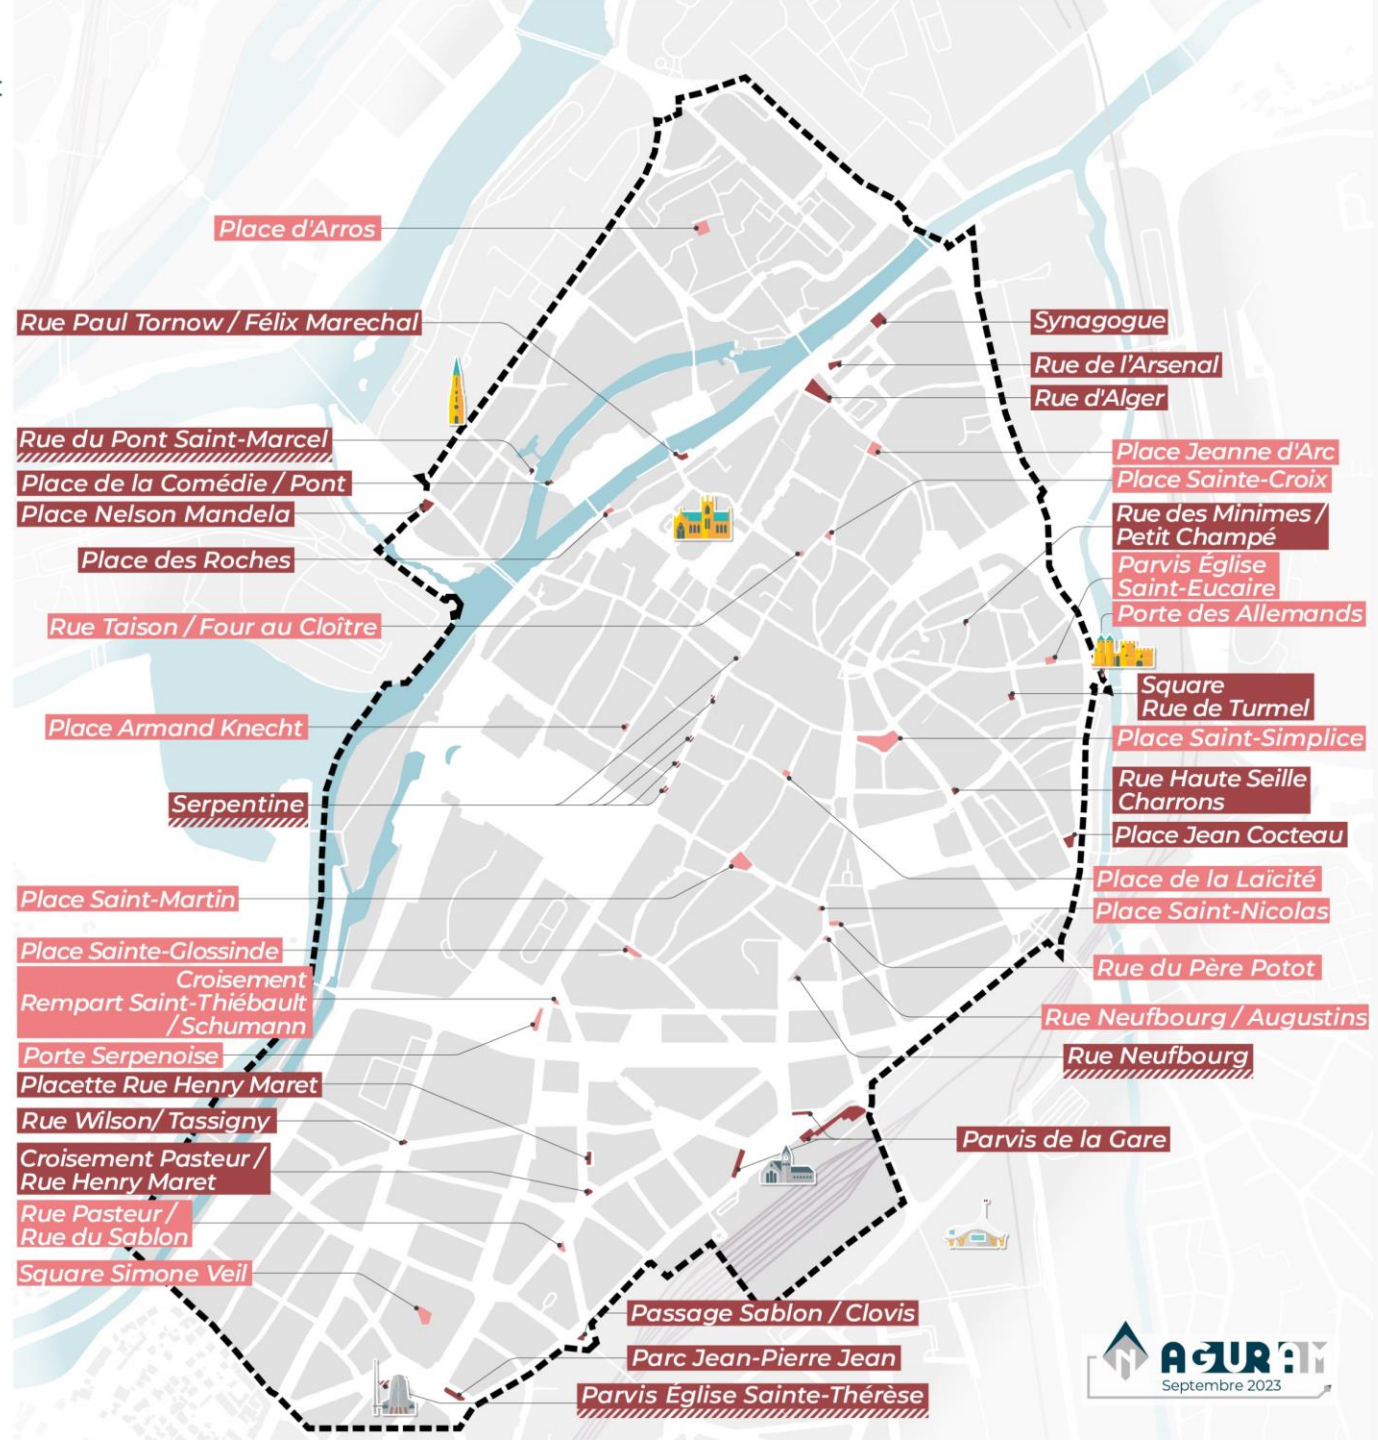 Place d'Arros
Rue Paul Tornow / Félix Marechal
Rue du Pont Saint-Marcel
Place de la Comédie / Pont
Place Nelson Mandela
Place des Roches
Rue Taison / Four au Cloître
Place Armand Knecht
Serpentine
Place Saint-Martin
Place Sainte-Glossinde
Croisement
Rempart Saint-Thiébault
/ Schumann
Porte Serpenoise
Placette Rue Henry Maret
Rue Wilson/ Tassigny
Croisement Pasteur /
Rue Henry Maret
Rue Pasteur /
Rue du Sablon
Square Simone Veil
Synagogue
Rue de l’Arsenal
Rue d'Alger
Place Jeanne d'Arc
Place Sainte-Croix
Rue des Minimes /
Petit Champé
Parvis Église
Saint-Eucaire
Porte des Allemands
Square
Rue de Turmel
Place Saint-Simplice
Rue Haute Seille
Charrons
Place Jean Cocteau
Place de la Laïcité
Place Saint-Nicolas
Rue du Père Potot
Rue Neufbourg / Augustins
Rue Neufbourg
Parvis de la Gare
Passage Sablon / Clovis
Parc Jean-Pierre Jean
Parvis Église Sainte-Thérèse
N
AGURAM
Septembre 2023